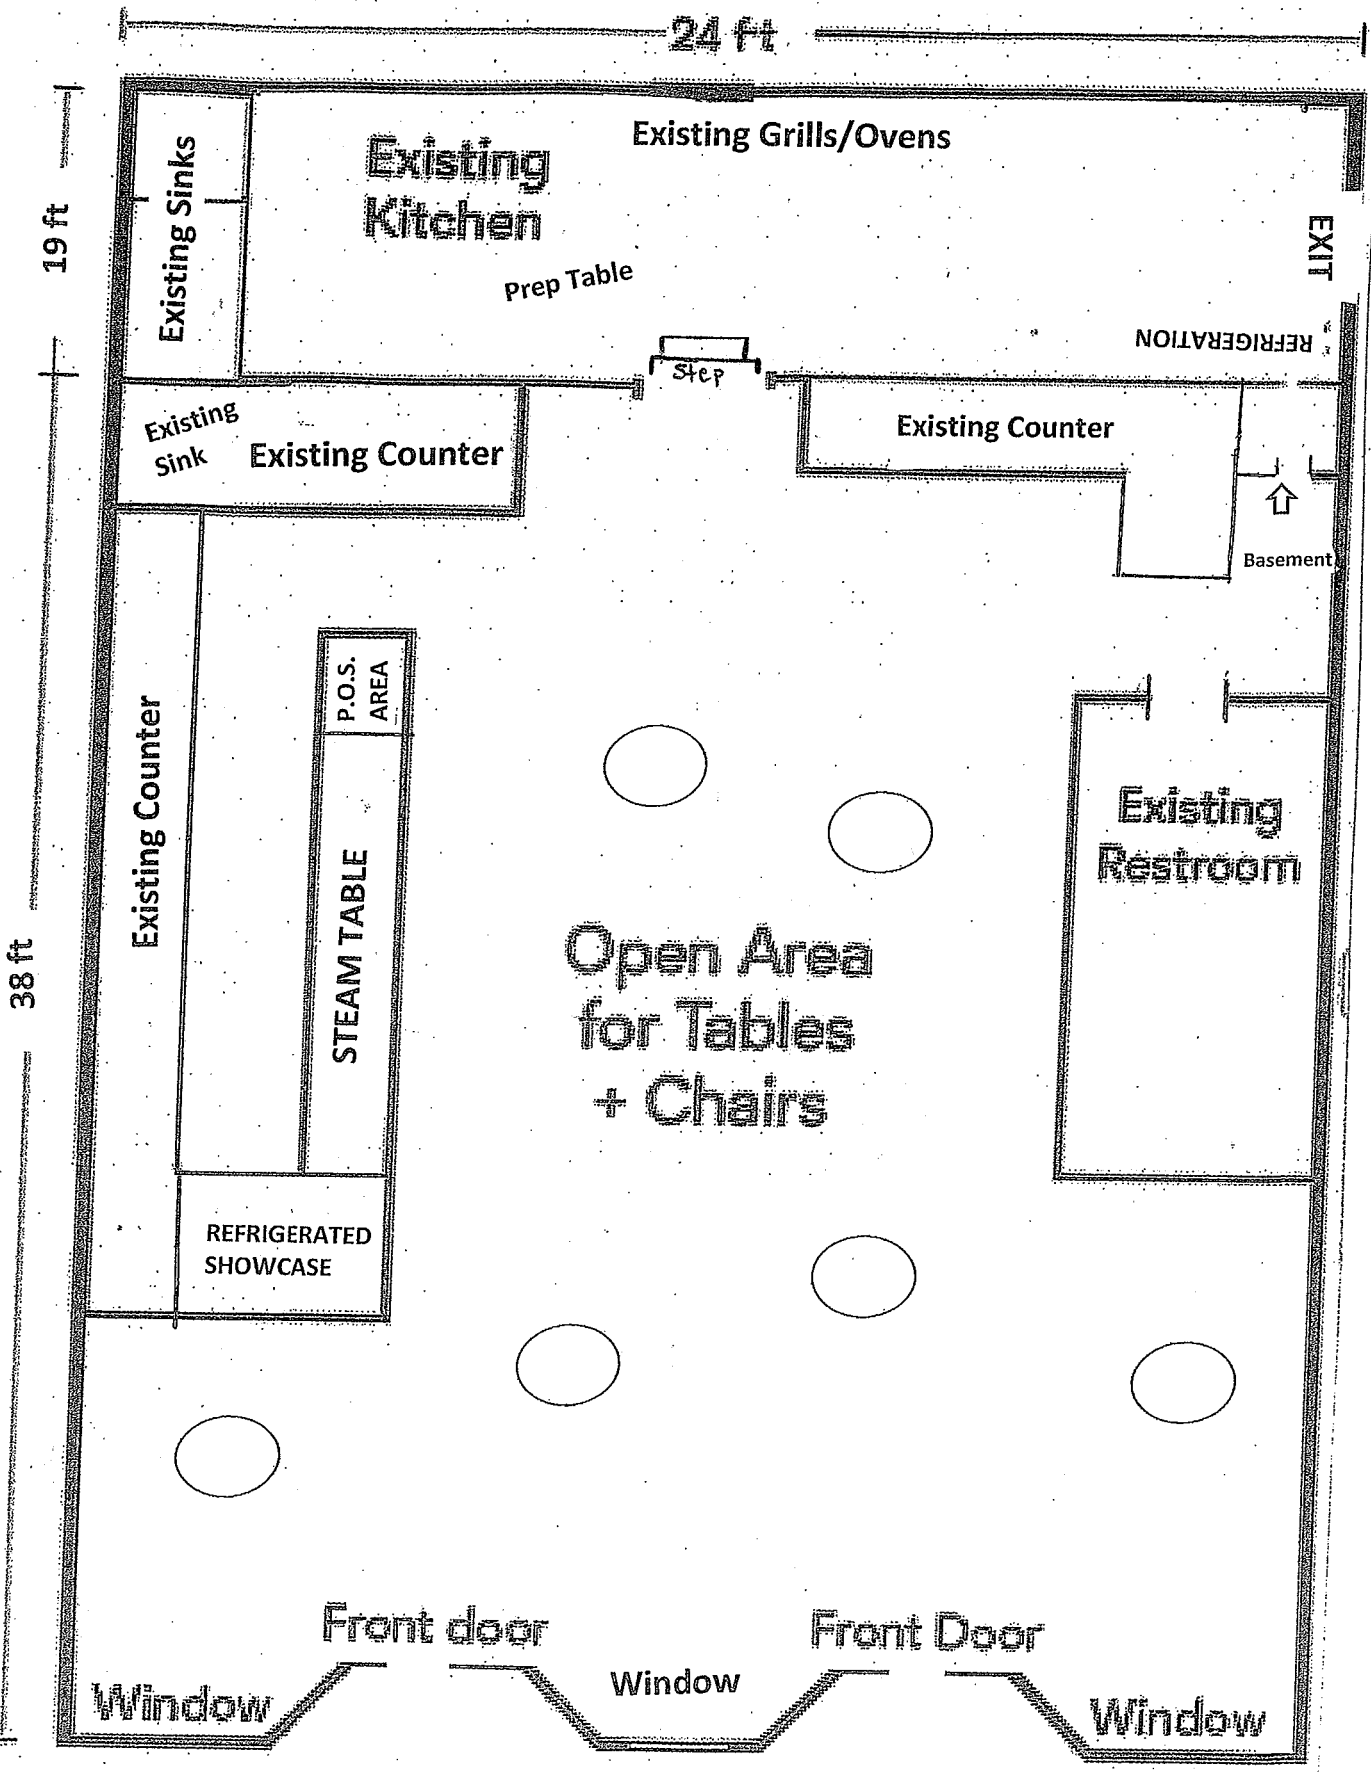 24 ft
Existing Grills/Ovens
Existing
Kitchen
Existing Sinks
19 ft
EXIT
Prep Table
REFRIGERATION
Step
Existing
Sink
Existing Counter
Existing Counter
Basement
P.O.S.
AREA
Existing Counter
STEAM TABLE
Existing
Restroom
38 ft
Open Area
for Tables
+ Chairs
REFRIGERATED
SHOWCASE
Front door
Front Door
Window
Window
Window